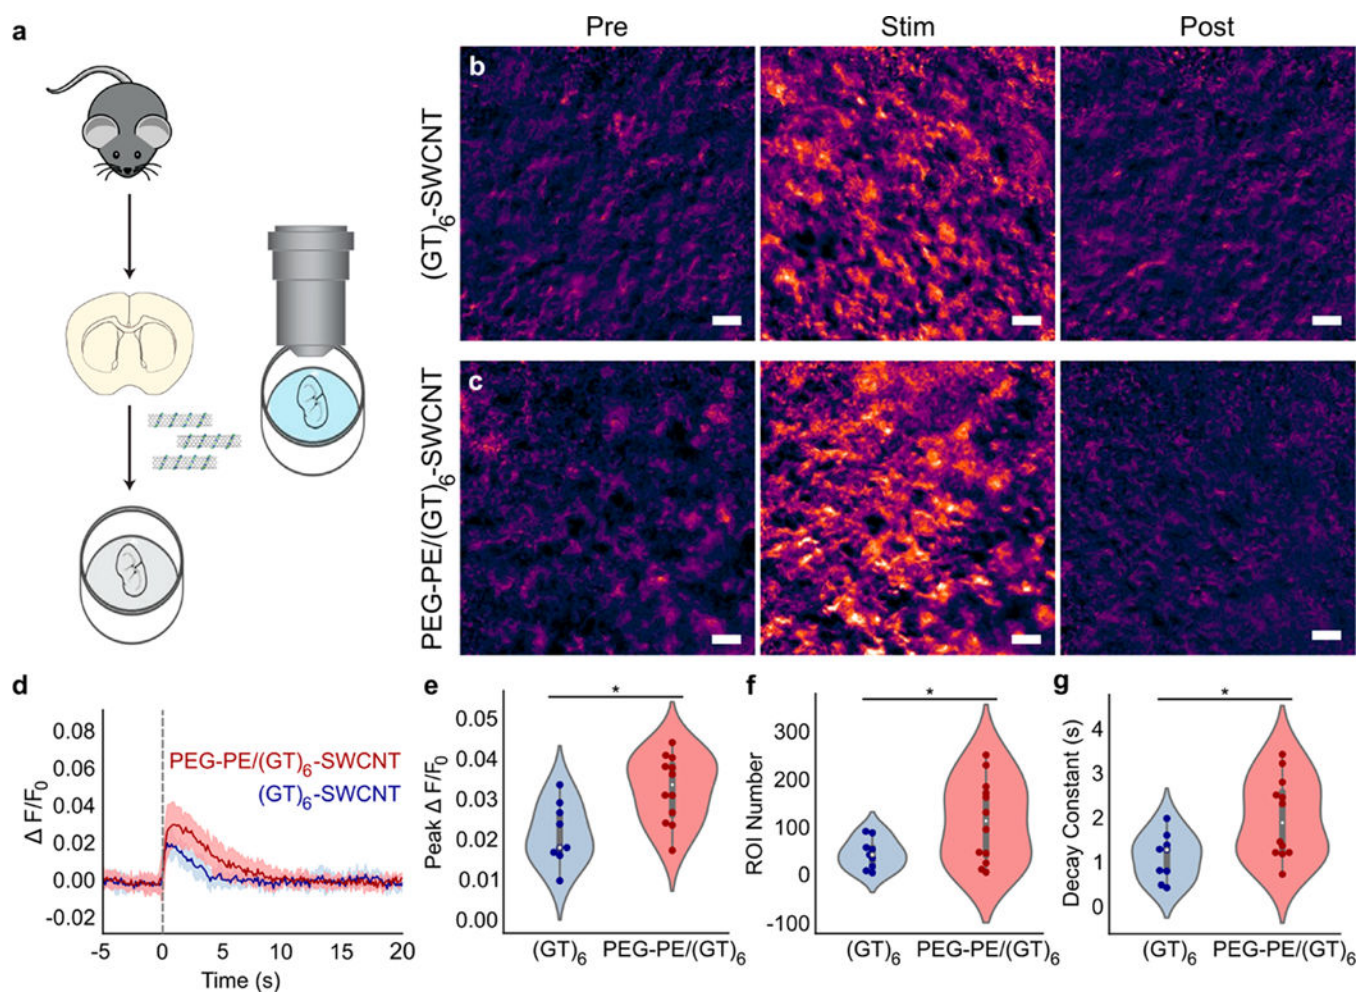 a
Pre
Stim
Post
b
(GT)6-SWCNT
c
PEG-PE/(GT)6-SWCNT
d
0.08
0.06
0.04
0.02
0.00
-0.02
Δ F/F0
PEG-PE/(GT)6-SWCNT
(GT)6-SWCNT
-5
0
5
10
15
20
Time (s)
e
*
0.05
0.04
0.03
0.02
0.01
0.00
Peak Δ F/F0
(GT)6
PEG-PE/(GT)6
f
*
300
200
100
0
-100
ROI Number
(GT)6
PEG-PE/(GT)6
g
*
4
3
2
1
0
Decay Constant (s)
(GT)6
PEG-PE/(GT)6